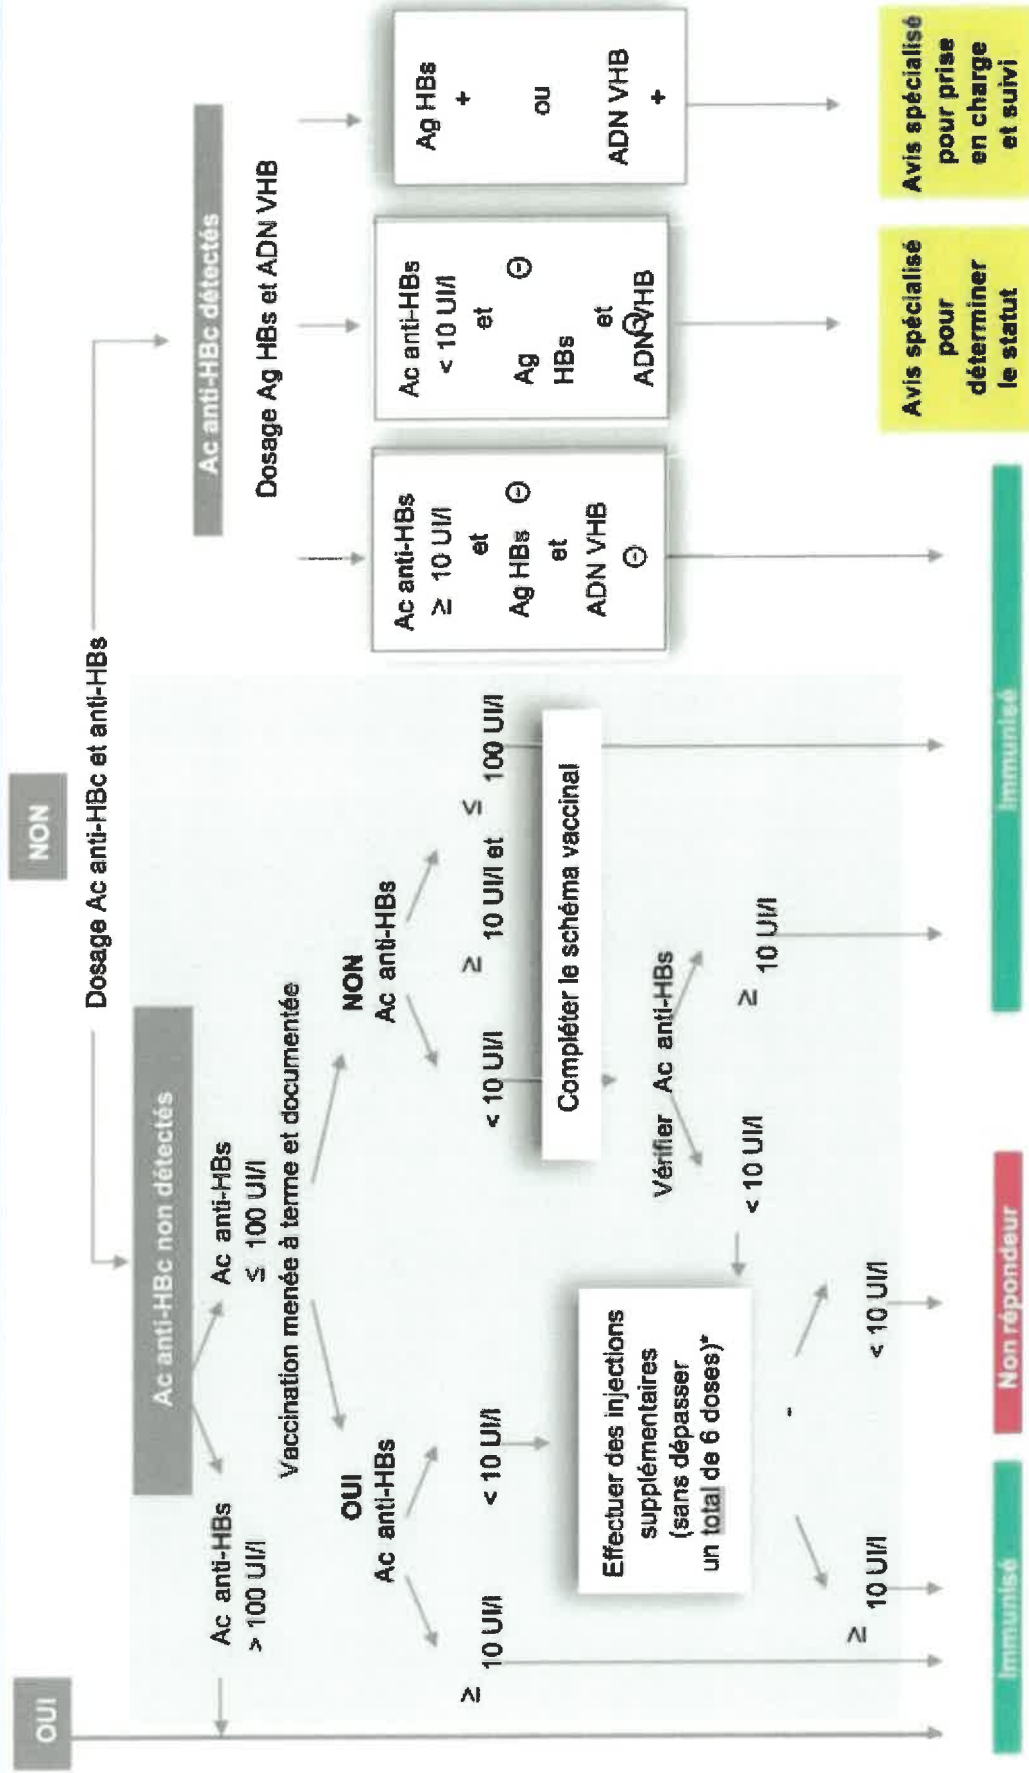 OUI
NON
Dosage Ac anti-HBc et anti-HBs
Ac anti-HBc non détectés
Ac anti-HBc détectés
Ac anti-HBs
> 100 UI/l
Ac anti-HBs
≤ 100 UI/l
Vaccination menée à terme et documentée
OUI
Ac anti-HBs
NON
Ac anti-HBs
≥
10 UI/l
< 10 UI/l
< 10 UI/l
≥ ≤
10 UI/l et 100 UI/l
Compléter le schéma vaccinal
Vérifier Ac anti-HBs
< 10 UI/l
≥
10 UI/l
Effectuer des injections
supplémentaires
(sans dépasser
un total de 6 doses)*
-
≥
10 UI/l
< 10 UI/l
Dosage Ag HBs et ADN VHB
Ac anti-HBs
≥ 10 UI/l
et
Ag HBs ⊖
et
ADN VHB
⊖
Ac anti-HBs
< 10 UI/l
et
Ag ⊖
HBs
et
ADN VHB ⊖
Ag HBs
+
ou
ADN VHB
+
Immunisé
Non répondeur
Immunisé
Avis spécialisé
pour
déterminer
le statut
Avis spécialisé
pour prise
en charge
et suivi